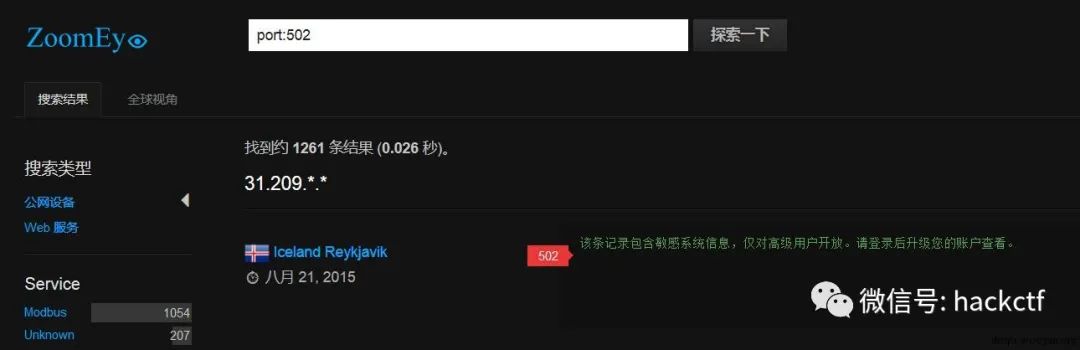 ZoomEy
port:502
探索一下
搜索结果
全球视角
找到约 1261 条结果 (0.026 秒)。
搜索类型
31.209.*.*
公网设备
Web 服务
Iceland Reykjavik
502
该条记录包含敏感系统信息，仅对高级用户开放。请登录后升级您的账户查看。
八月 21, 2015
Service
Modbus 1054
Unknown 207
微信号: hackctf